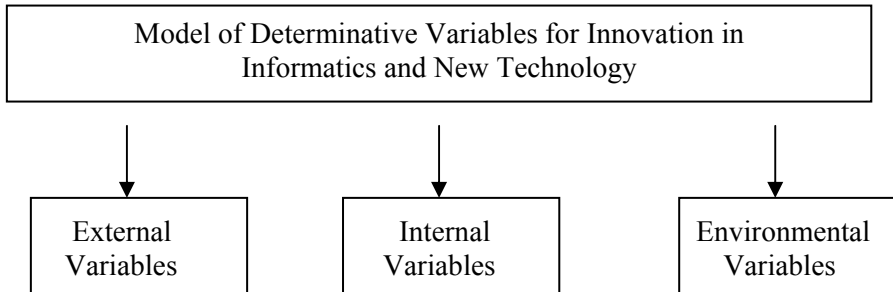 Model of Determinative Variables for Innovation in
Informatics and New Technology
External
Variables
Internal
Variables
Environmental
Variables